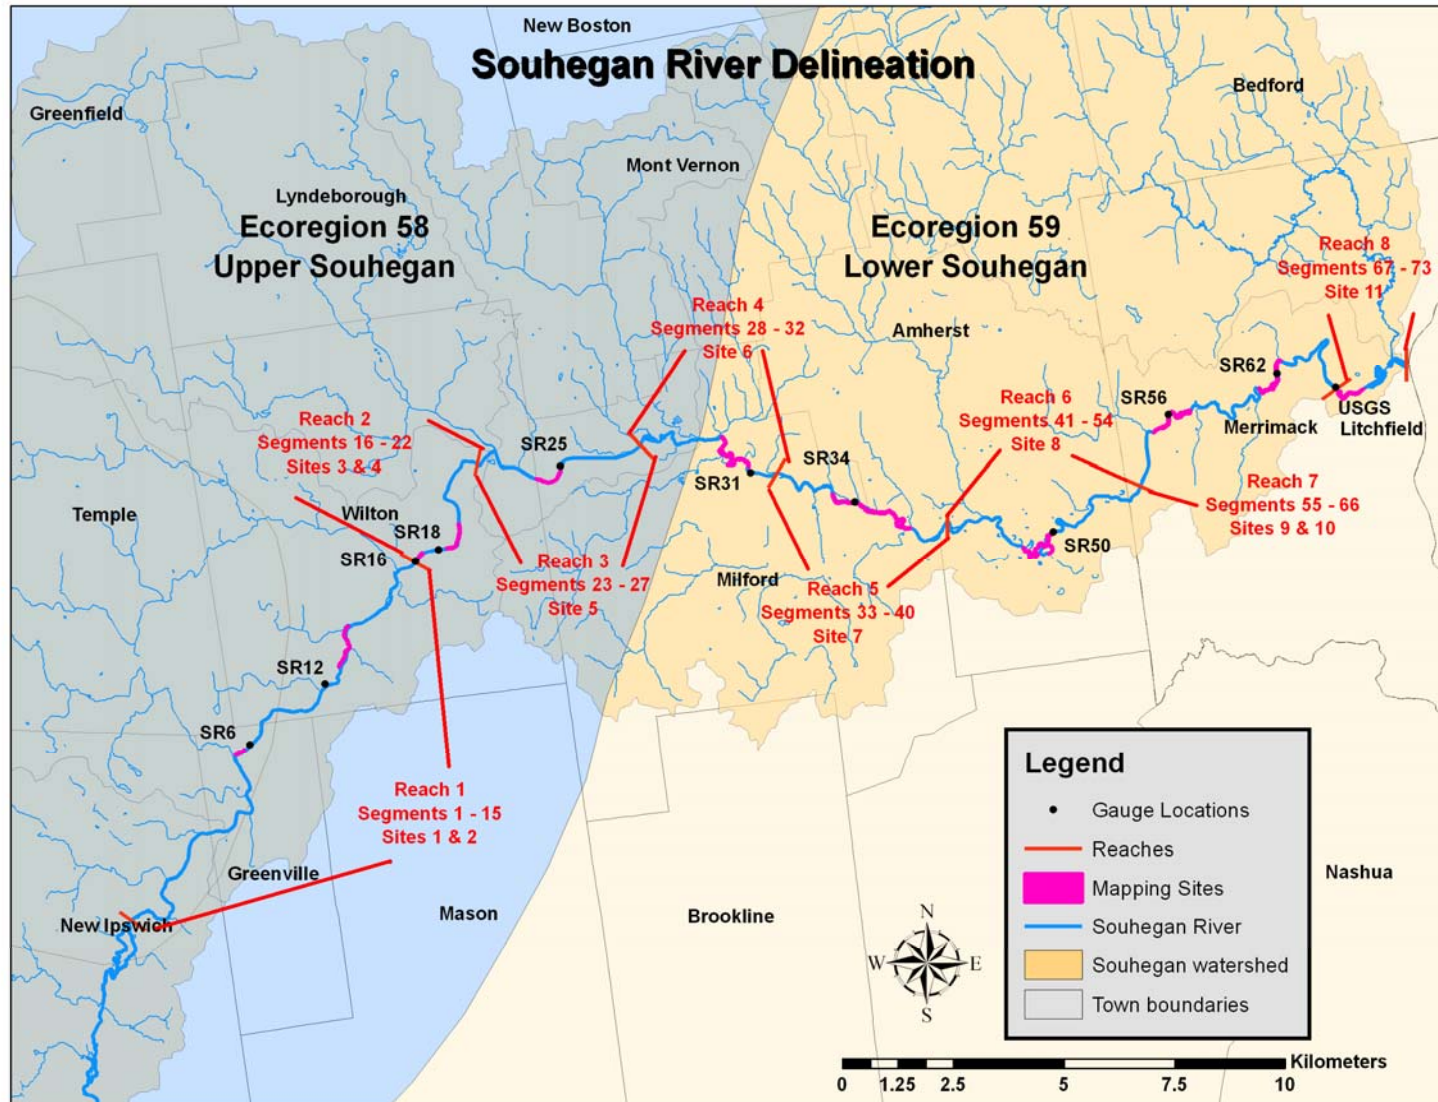 New Boston
Souhegan River Delineation
Greenfield
Bedford
Mont Vernon
Lyndeborough
Ecoregion 58
Upper Souhegan
Ecoregion 59
Lower Souhegan
Reach 8
Segments 67 - 73
Site 11
Reach 4
Segments 28 - 32
Site 6
Amherst
SR62
Reach 2
Segments 16 - 22
Sites 3 & 4
Reach 6
Segments 41 - 54
Site 8
SR56
Merrimack
USGS
Litchfield
SR25
SR31
SR34
Reach 7
Segments 55 - 66
Sites 9 & 10
Temple
Wilton
SR18
SR16
SR50
Reach 3
Segments 23 - 27
Site 5
Milford
Reach 5
Segments 33 - 40
Site 7
SR12
SR6
Reach 1
Segments 1 - 15
Sites 1 & 2
Greenville
New Ipswich
Mason
Brookline
Nashua
Legend
Gauge Locations
Reaches
Mapping Sites
Souhegan River
Souhegan watershed
Town boundaries
N
W
E
S
Kilometers
0 1.25 2.5 5 7.5 10